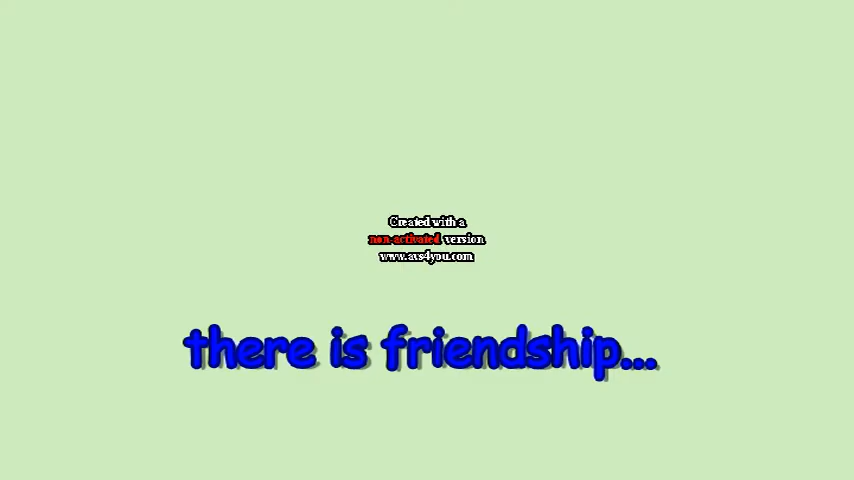 Created with a
non-activated version
www.avs4you.com
there is friendship...